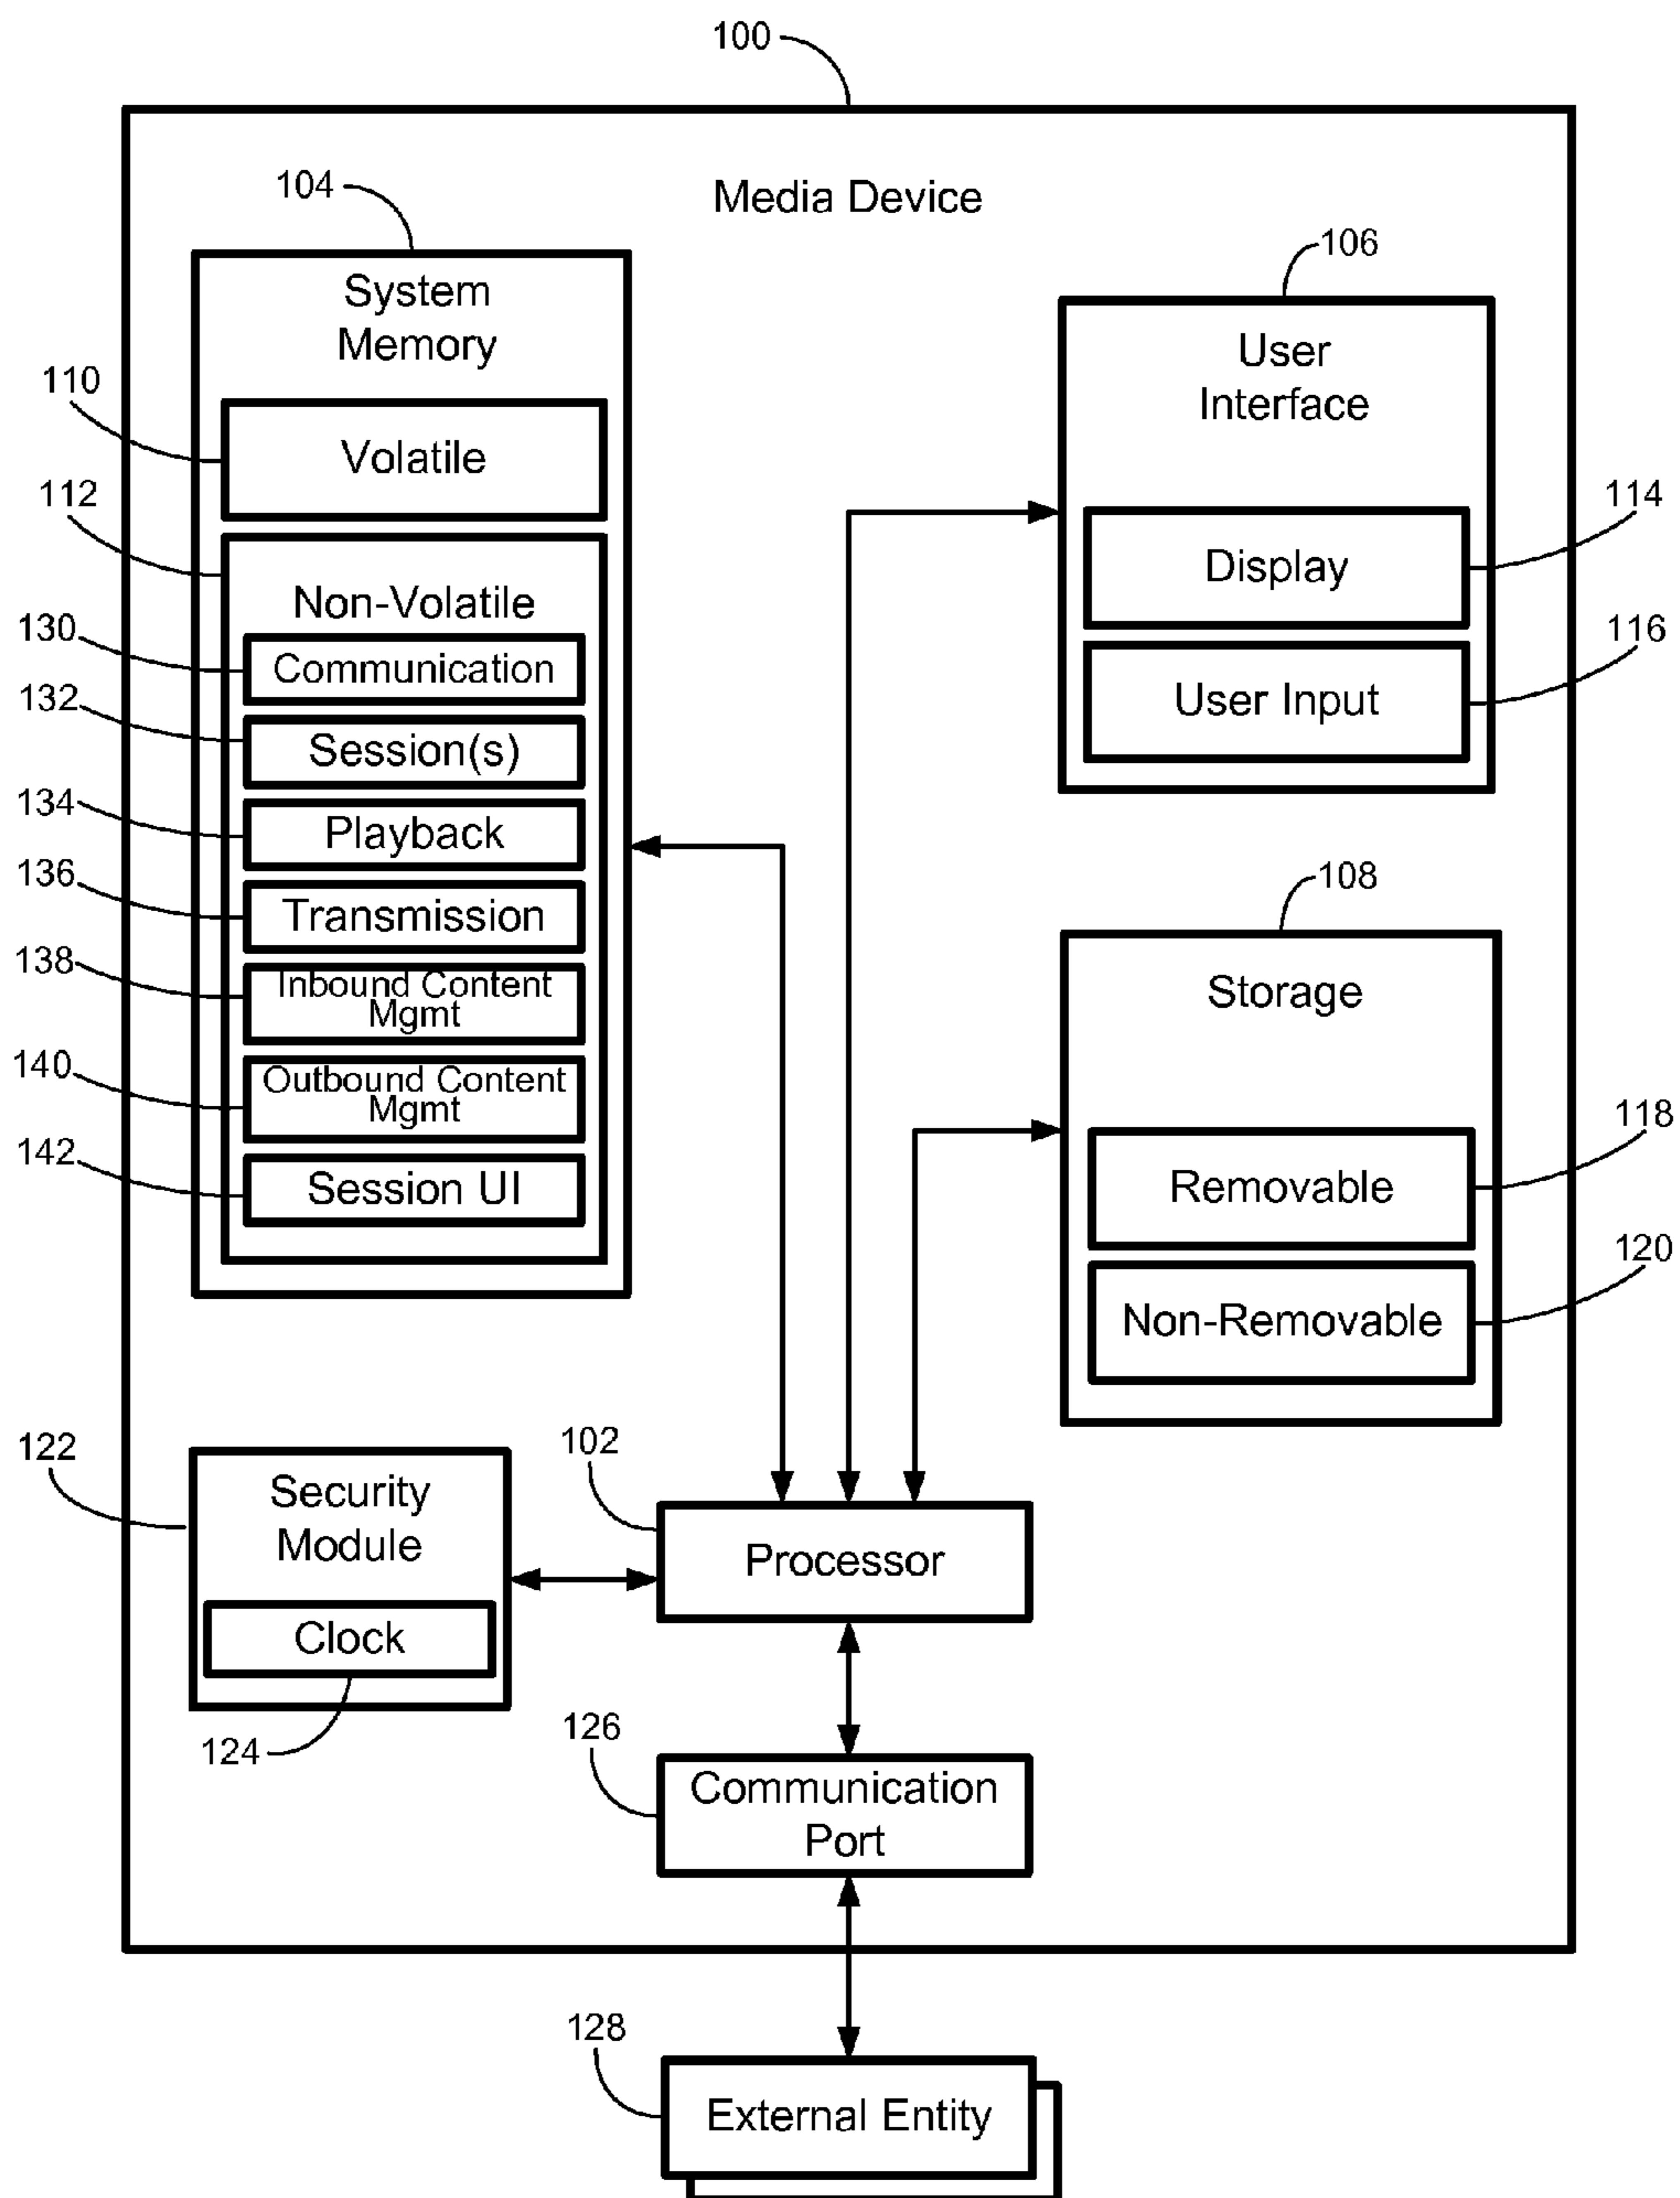 100
Media Device
104
System
Memory
110
Volatile
112
Non-Volatile
130
Communication
132
Session(s)
134
Playback
136
Transmission
138
Inbound Content
Mgmt
140
Outbound Content
Mgmt
142
Session UI
106
User
Interface
114
Display
116
User Input
108
Storage
118
Removable
120
Non-Removable
122
Security
Module
Clock
124
102
Processor
126
Communication
Port
128
External Entity